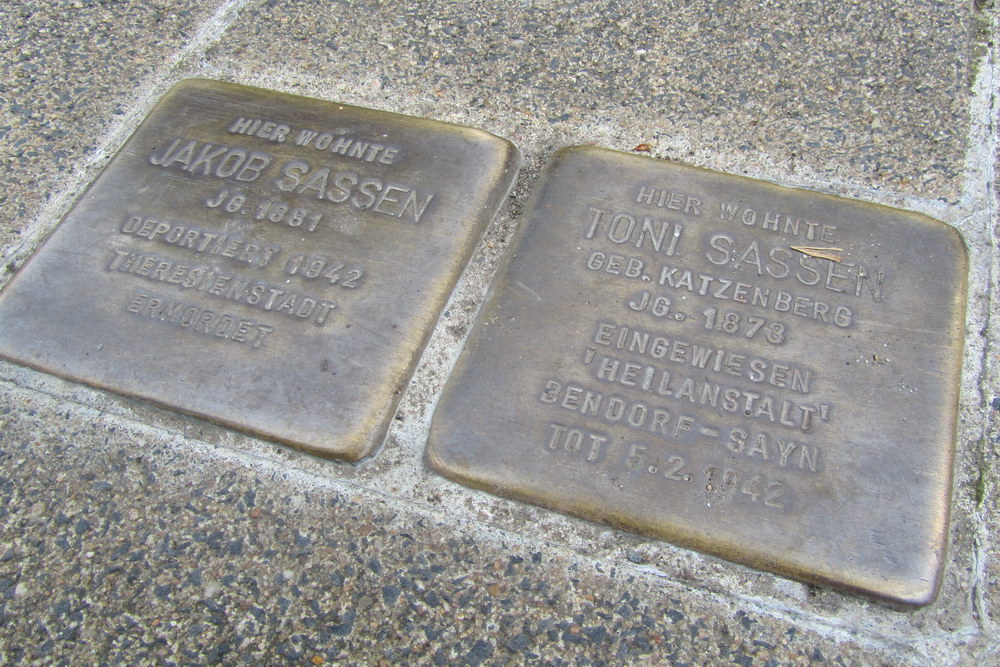 HIER WOHNTE
JAKOB SASSEN
JG. 1881
DEPORTIERT 1942
THERESIENSTADT
ERMORDET
HIER WOHNTE
TONI SASSEN
GEB. KATZENBERG
JG. 1873
EINGEWIESEN
'HEILANSTALT'
BENDORF-SAYN
TOT 5.2.1942